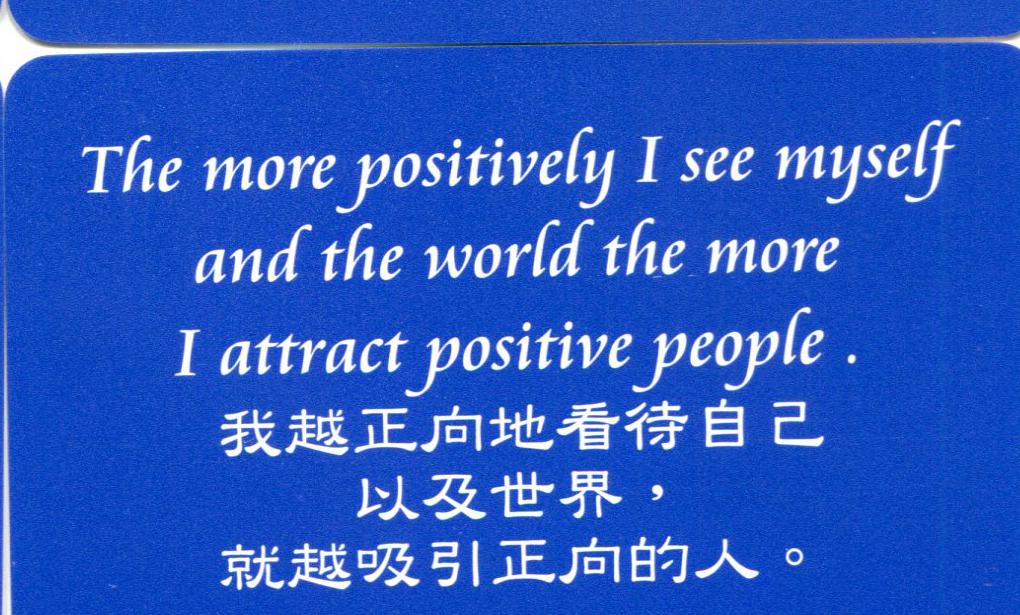 The more positively I see myself
and the world the more
I attract positive people .
我越正向地看待自己
以及世界，
就越吸引正向的人。